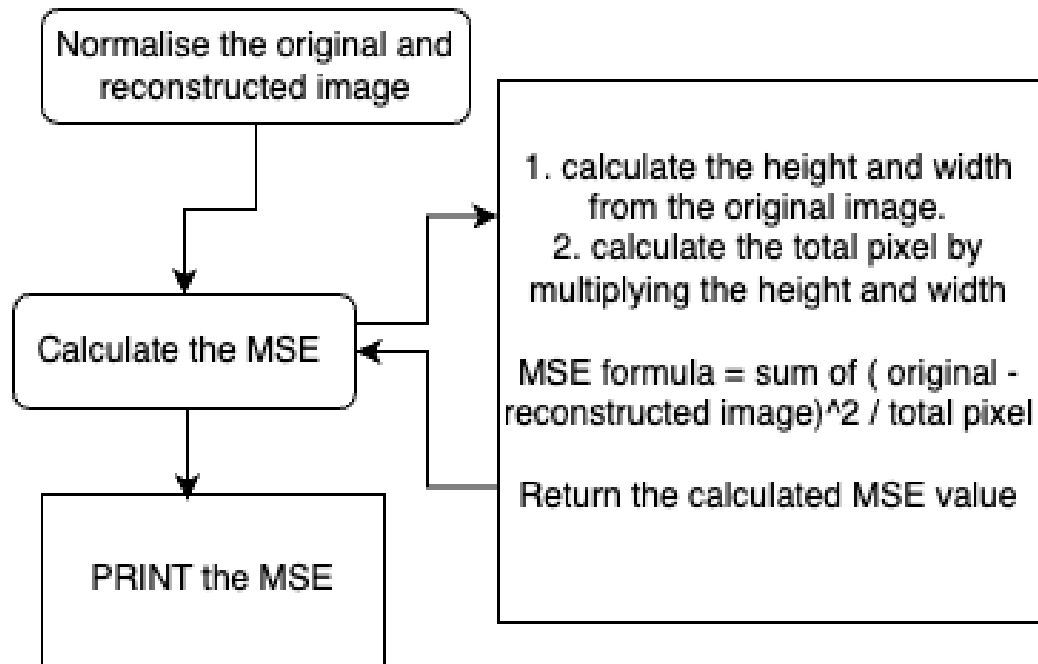 Normalise the original and
reconstructed image
1. calculate the height and width
from the original image.
2. calculate the total pixel by
multiplying the height and width
MSE formula = sum of ( original -
reconstructed image)^2 / total pixel
Return the calculated MSE value
Calculate the MSE
PRINT the MSE